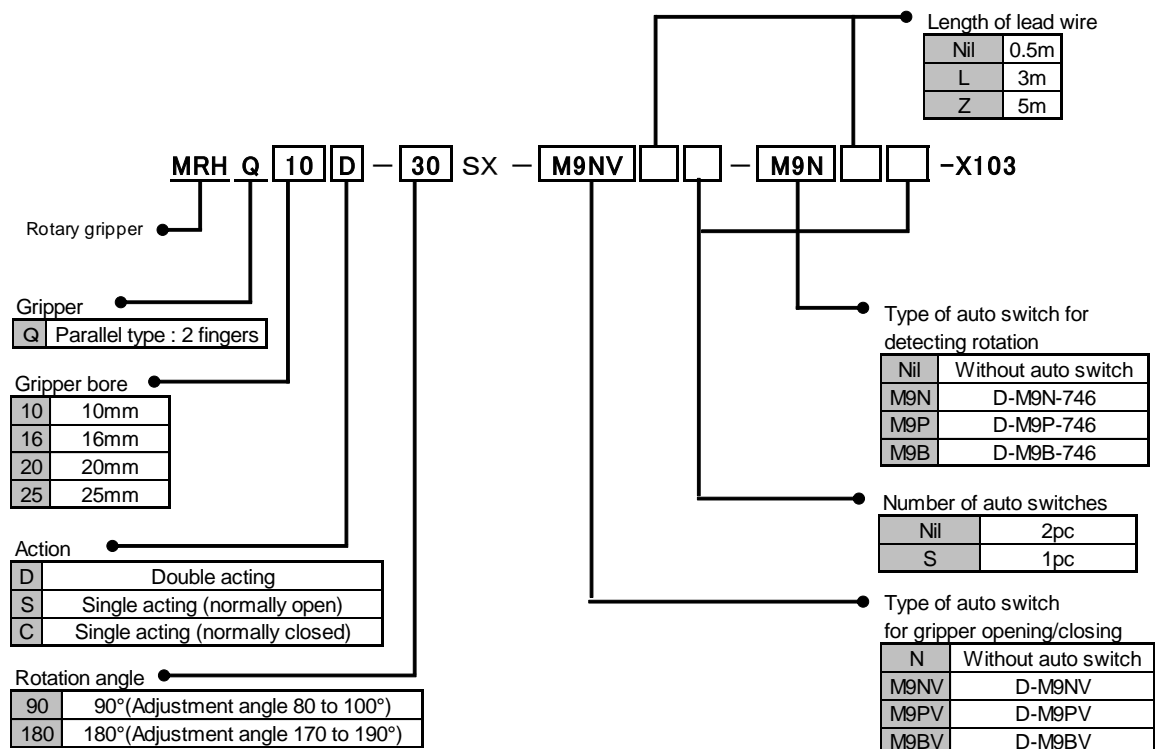 Length of lead wire
Nil 0.5m
L 3m
Z 5m
MRH Q 10 D - 30 SX - M9NV - M9N -X103
Rotary gripper
Gripper
Q Parallel type : 2 fingers
Gripper bore
10 10mm
16 16mm
20 20mm
25 25mm
Action
D Double acting
S Single acting (normally open)
C Single acting (normally closed)
Rotation angle
90 90°(Adjustment angle 80 to 100°)
180 180°(Adjustment angle 170 to 190°)
Type of auto switch for
detecting rotation
Nil Without auto switch
M9N D-M9N-746
M9P D-M9P-746
M9B D-M9B-746
Number of auto switches
Nil 2pc
S 1pc
Type of auto switch
for gripper opening/closing
N Without auto switch
M9NV D-M9NV
M9PV D-M9PV
M9BV D-M9BV